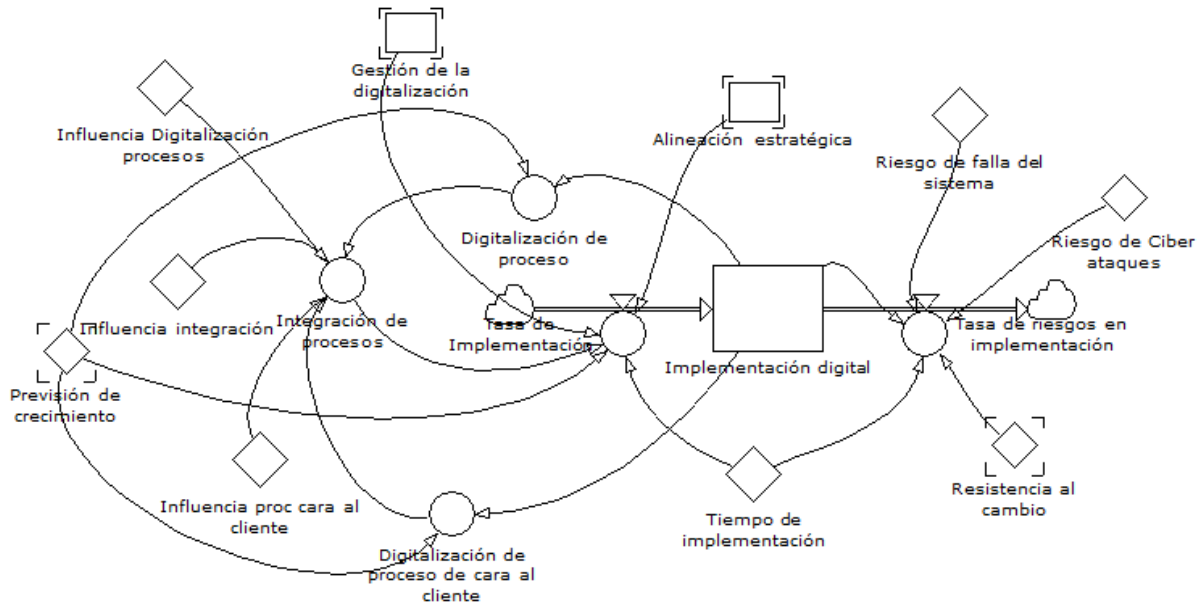 Gestión de la
digitalización
Influencia Digitalización
procesos
Alineación estratégica
Riesgo de falla del
sistema
Digitalización de
proceso
Riesgo de Ciber
ataques
Influencia integración
Integración de
procesos
Tasa de
Implementación
Implementación digital
Tasa de riesgos en
implementación
Previsión de
crecimiento
Influencia proc cara al
cliente
Digitalización de
proceso de cara al
cliente
Tiempo de
implementación
Resistencia al
cambio